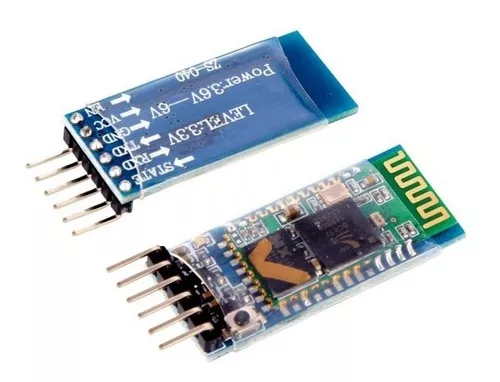 ZS-040
Power:3.6V---6V
LEVEL:3.3V
EN
VCC
GND
TXD
RXD
STATE